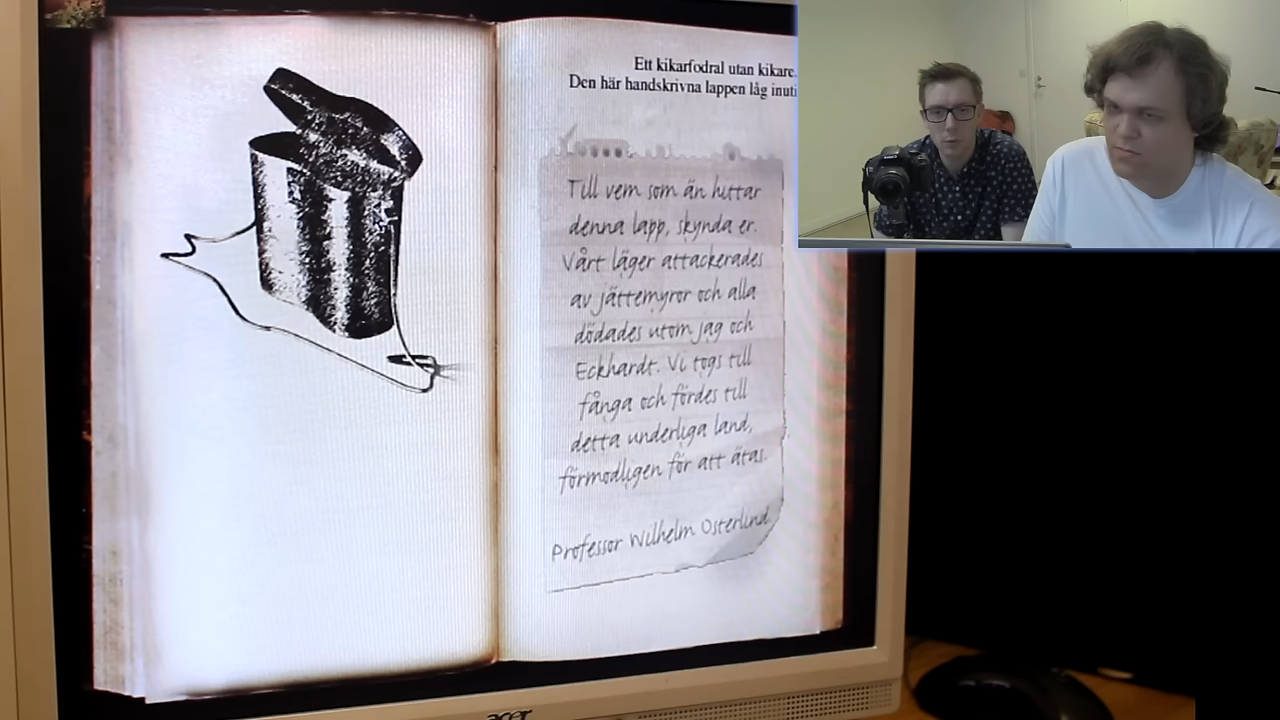 Ett kikarfodral utan kikare.
Den här handskrivna lappen låg
Till vem som än hittar
denna lapp, skynda er.
Vårt läger attackerades
av jättemyror och alla
dödades utom jag och
Eckhardt. Vi togs till
fånga och fördes till
detta underliga land,
förmodligen för att ätas.
Professor Wilhelm Osterlind
acer